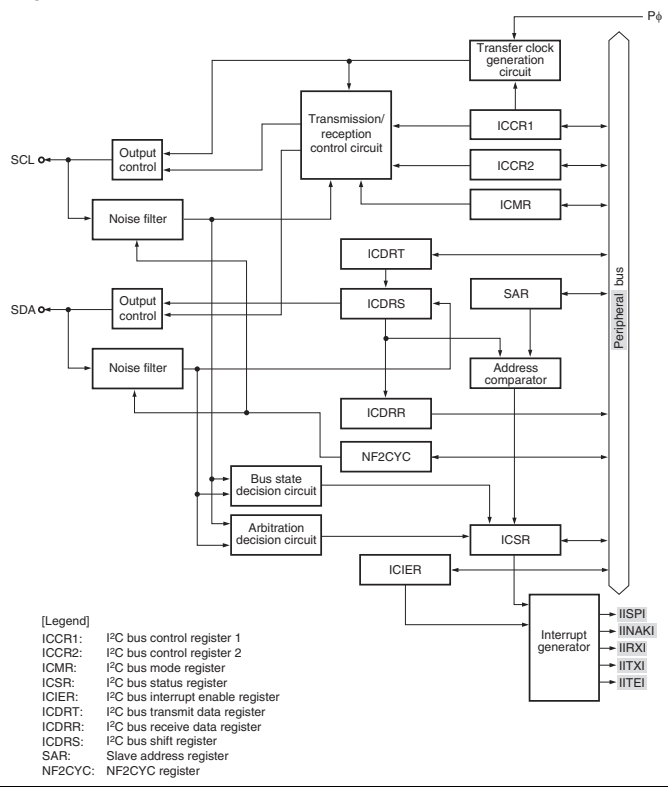 Pφ
Transfer clock
generation
circuit
Transmission/
reception
control circuit
ICCR1
SCL
Output
control
ICCR2
Noise filter
ICMR
ICDRT
SDA
Output
control
ICDRS
SAR
Peripheral bus
Noise filter
Address
comparator
ICDRR
NF2CYC
Bus state
decision circuit
Arbitration
decision circuit
ICSR
ICIER
Interrupt
generator
IISPI
IINAKI
IIRXI
IITXI
IITEI
[Legend]
ICCR1: I²C bus control register 1
ICCR2: I²C bus control register 2
ICMR: I²C bus mode register
ICSR: I²C bus status register
ICIER: I²C bus interrupt enable register
ICDRT: I²C bus transmit data register
ICDRR: I²C bus receive data register
ICDRS: I²C bus shift register
SAR: Slave address register
NF2CYC: NF2CYC register